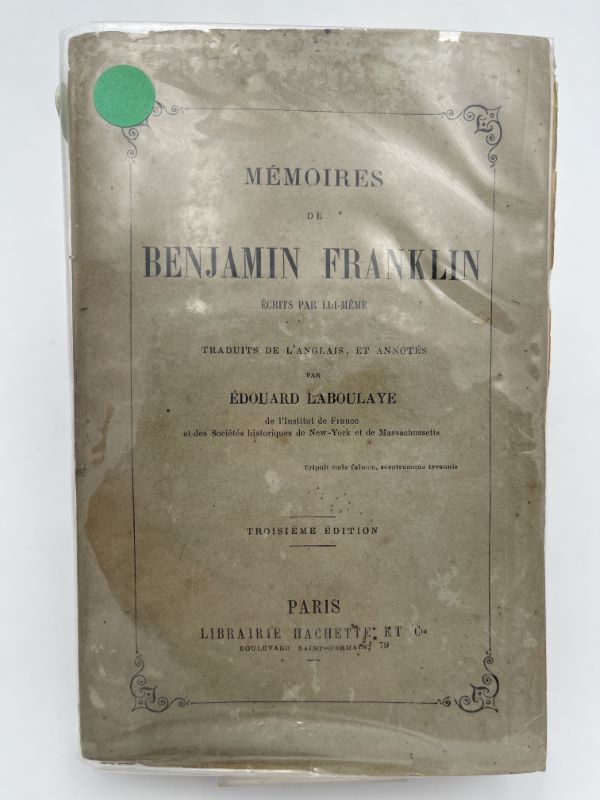 MÉMOIRES
DE
BENJAMIN FRANKLIN
ÉCRITS PAR LUI-MÊME
TRADUITS DE L'ANGLAIS, ET ANNOTÉS
PAR
ÉDOUARD LABOULAYE
de l'Institut de France
et des Sociétés historiques de New-York et de Massachussetts
Eripuit cœlo fulmen, sceptrumque tyrannis
TROISIÈME ÉDITION
PARIS
LIBRAIRIE HACHETTE ET Cie
BOULEVARD SAINT-GERMAIN, 79